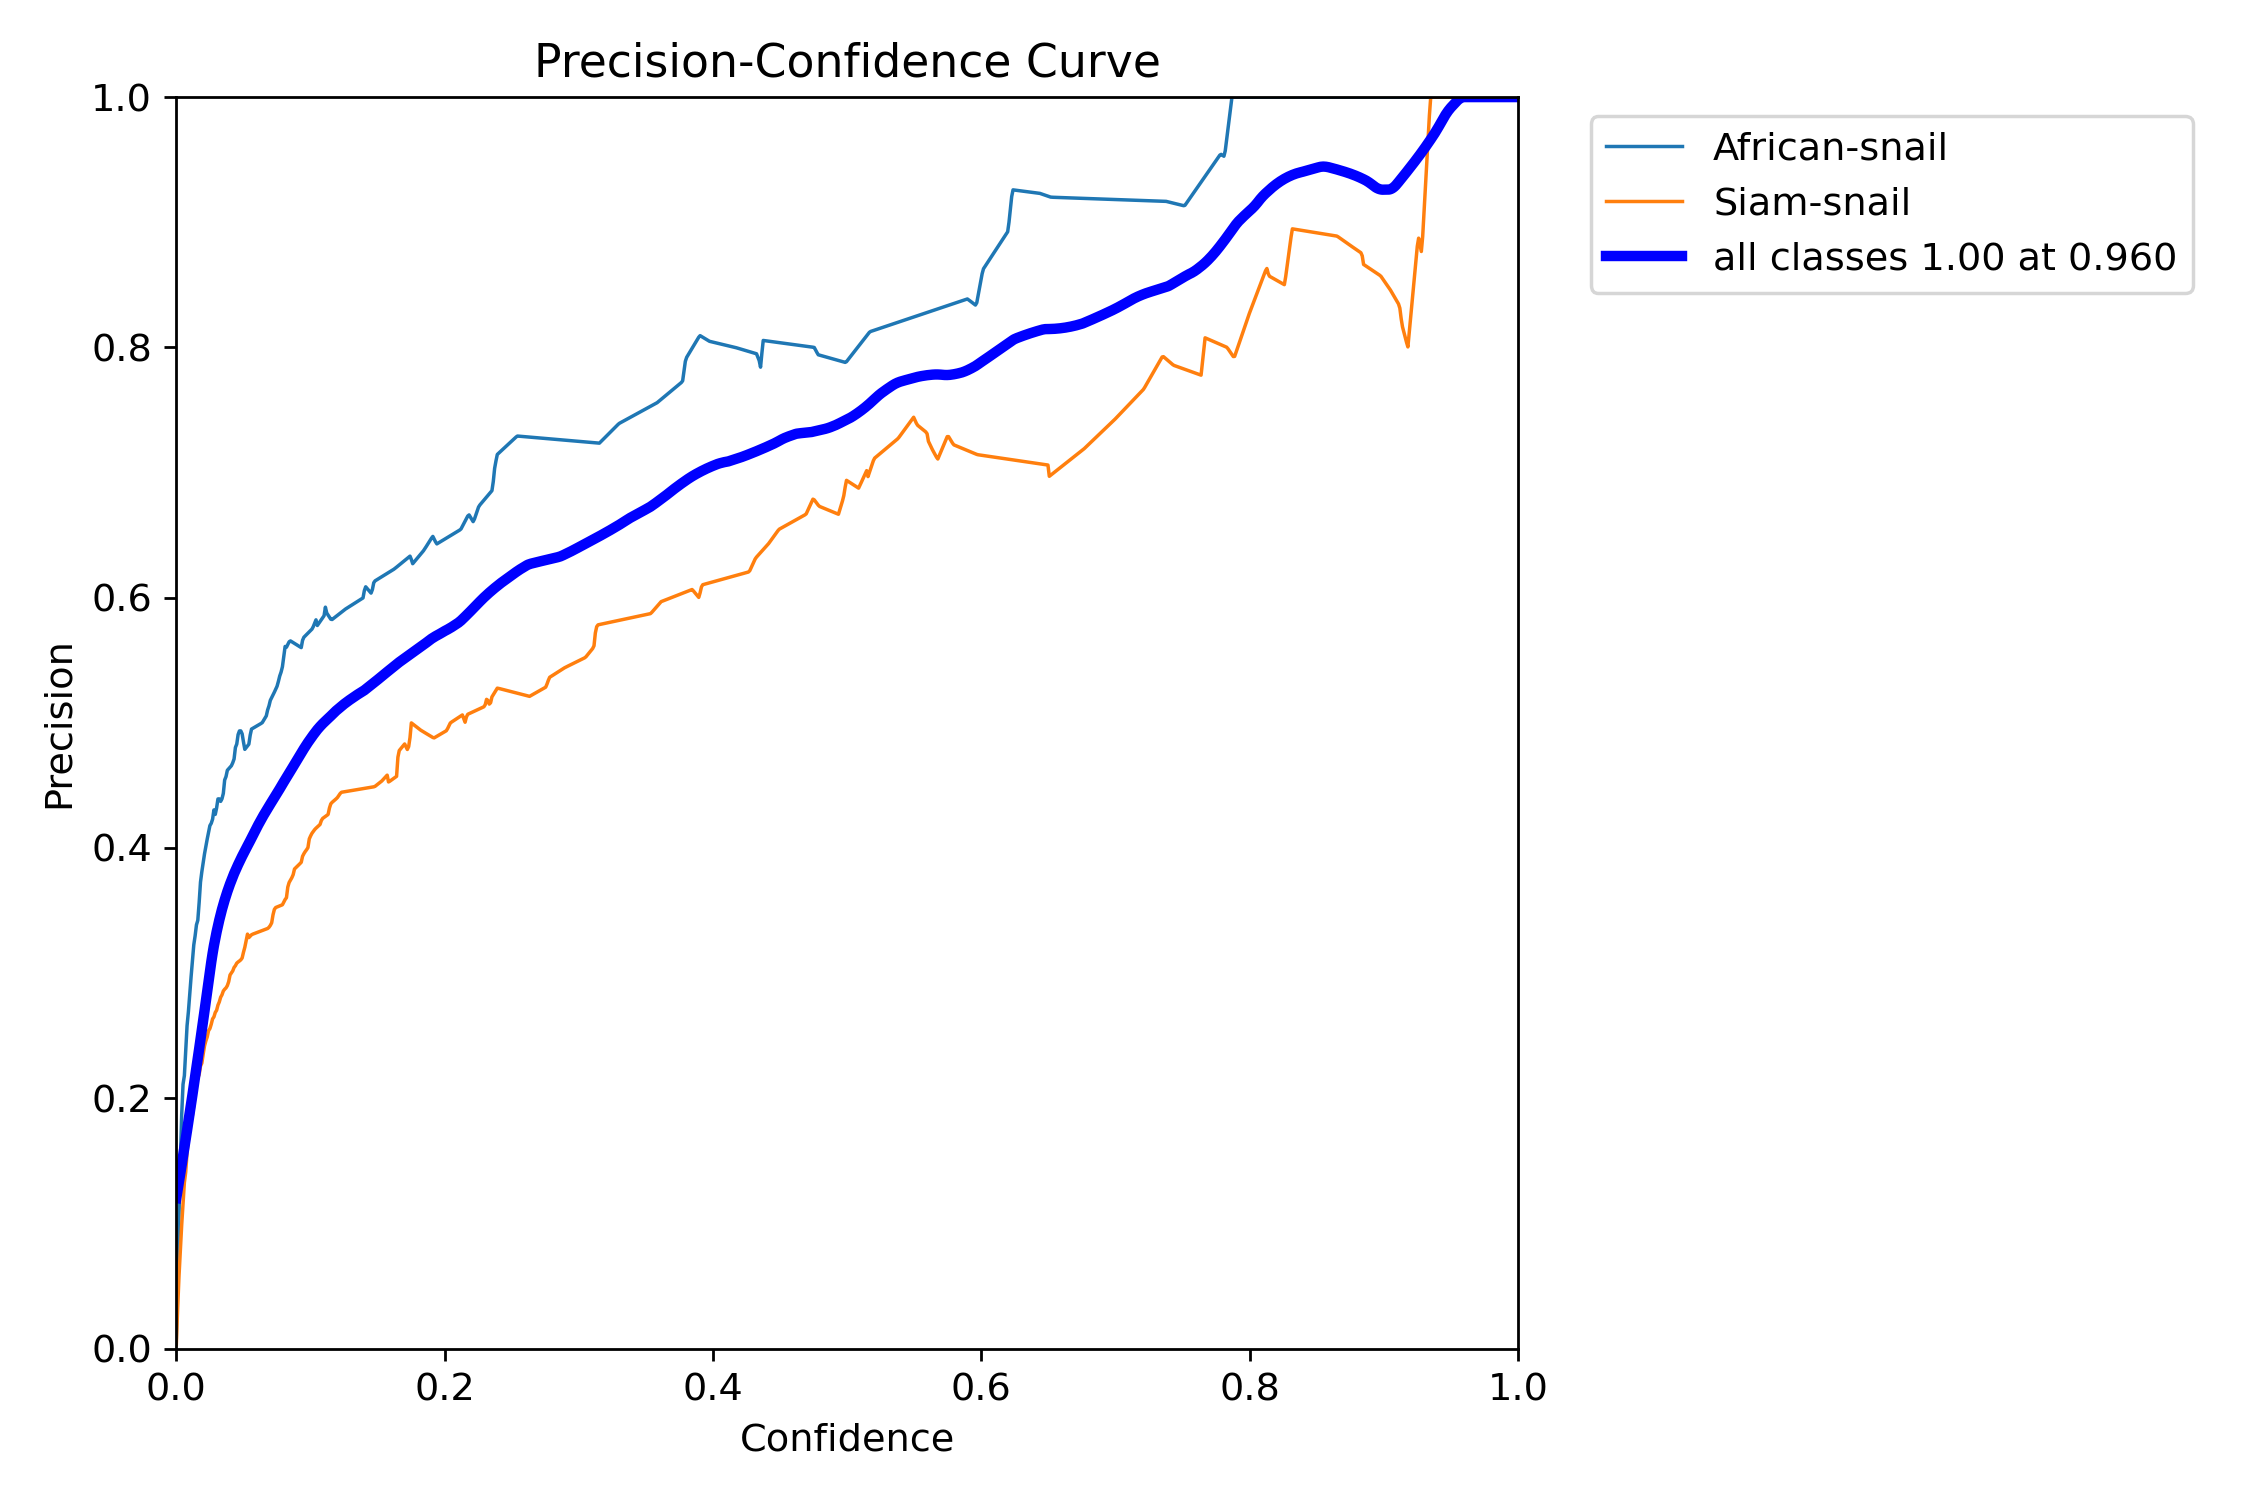 Precision-Confidence Curve
1.0
0.8
0.6
0.4
0.2
0.0
Precision
0.0 0.2 0.4 0.6 0.8 1.0
Confidence
African-snail
Siam-snail
all classes 1.00 at 0.960